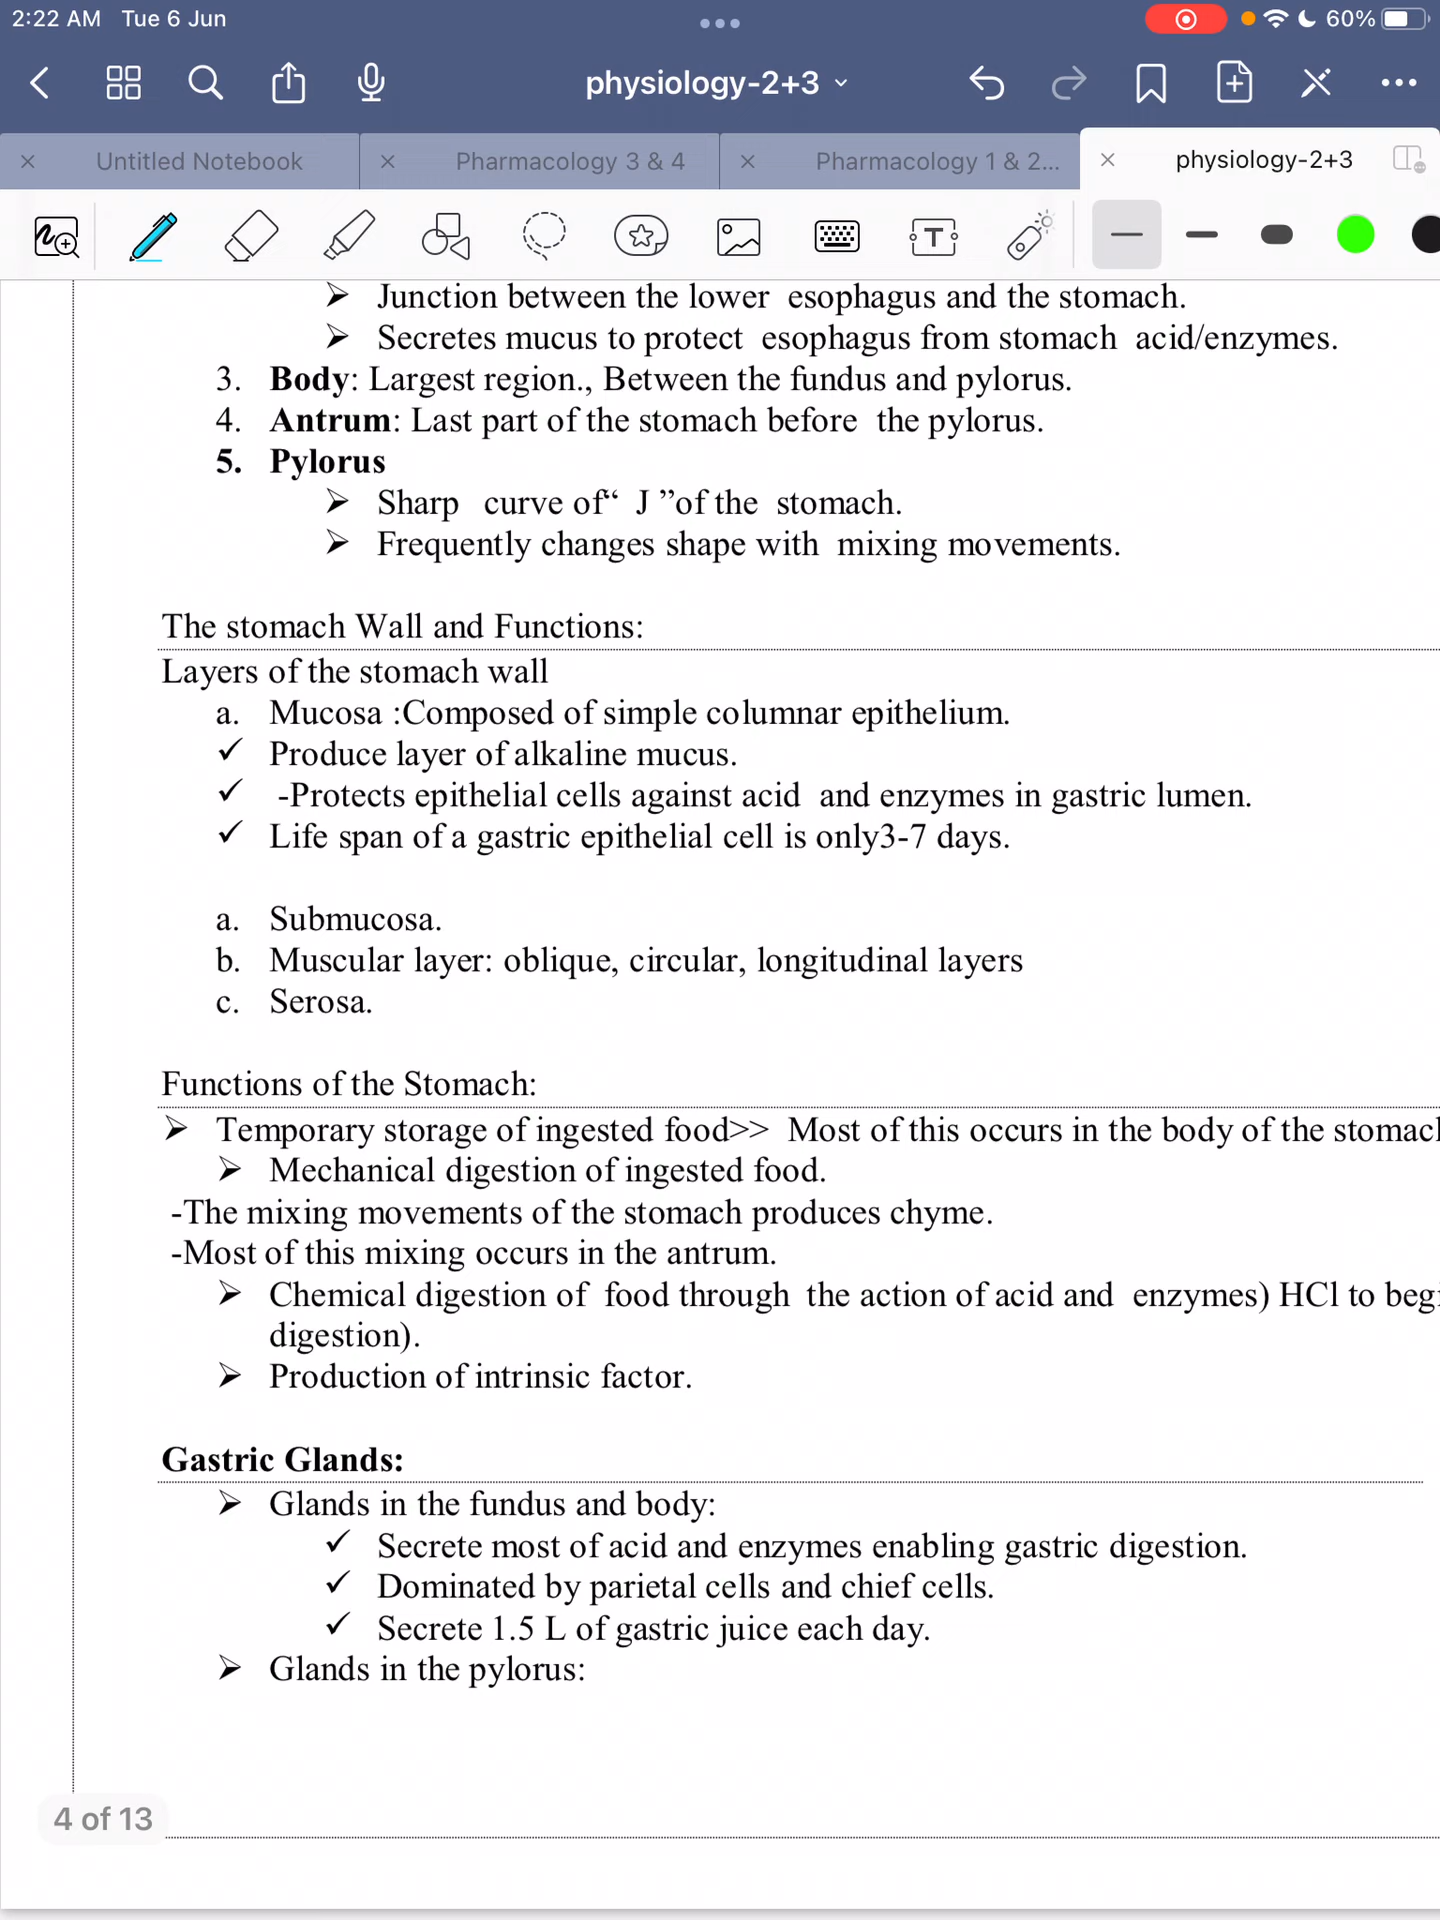 2:22 AM Tue 6 Jun
60%
physiology-2+3
Untitled Notebook
Pharmacology 3 & 4
Pharmacology 1 & 2...
physiology-2+3
T
➢ Junction between the lower esophagus and the stomach.
➢ Secretes mucus to protect esophagus from stomach acid/enzymes.
3. Body: Largest region., Between the fundus and pylorus.
4. Antrum: Last part of the stomach before the pylorus.
5. Pylorus
➢ Sharp curve of“ J ”of the stomach.
➢ Frequently changes shape with mixing movements.
The stomach Wall and Functions:
Layers of the stomach wall
a. Mucosa :Composed of simple columnar epithelium.
✓ Produce layer of alkaline mucus.
✓ -Protects epithelial cells against acid and enzymes in gastric lumen.
✓ Life span of a gastric epithelial cell is only3-7 days.
a. Submucosa.
b. Muscular layer: oblique, circular, longitudinal layers
c. Serosa.
Functions of the Stomach:
➢ Temporary storage of ingested food>> Most of this occurs in the body of the
➢ Mechanical digestion of ingested food.
-The mixing movements of the stomach produces chyme.
-Most of this mixing occurs in the antrum.
➢ Chemical digestion of food through the action of acid and enzymes) HCl to
digestion).
➢ Production of intrinsic factor.
Gastric Glands:
➢ Glands in the fundus and body:
✓ Secrete most of acid and enzymes enabling gastric digestion.
✓ Dominated by parietal cells and chief cells.
✓ Secrete 1.5 L of gastric juice each day.
➢ Glands in the pylorus:
4 of 13